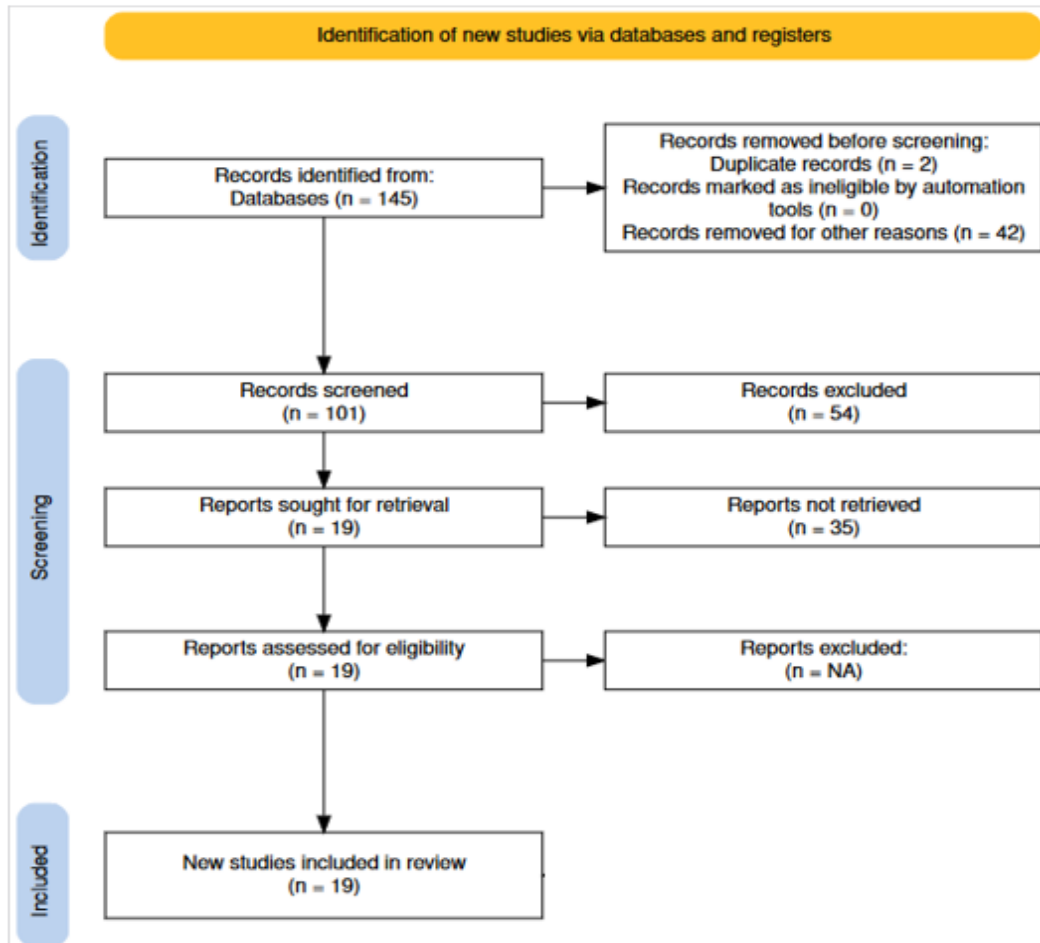 Identification of new studies via databases and registers
Identification
Records identified from:
Databases (n = 145)
Records removed before screening:
Duplicate records (n = 2)
Records marked as ineligible by automation
tools (n = 0)
Records removed for other reasons (n = 42)
Screening
Records screened
(n = 101)
Records excluded
(n = 54)
Reports sought for retrieval
(n = 19)
Reports not retrieved
(n = 35)
Reports assessed for eligibility
(n = 19)
Reports excluded:
(n = NA)
Included
New studies included in review
(n = 19)